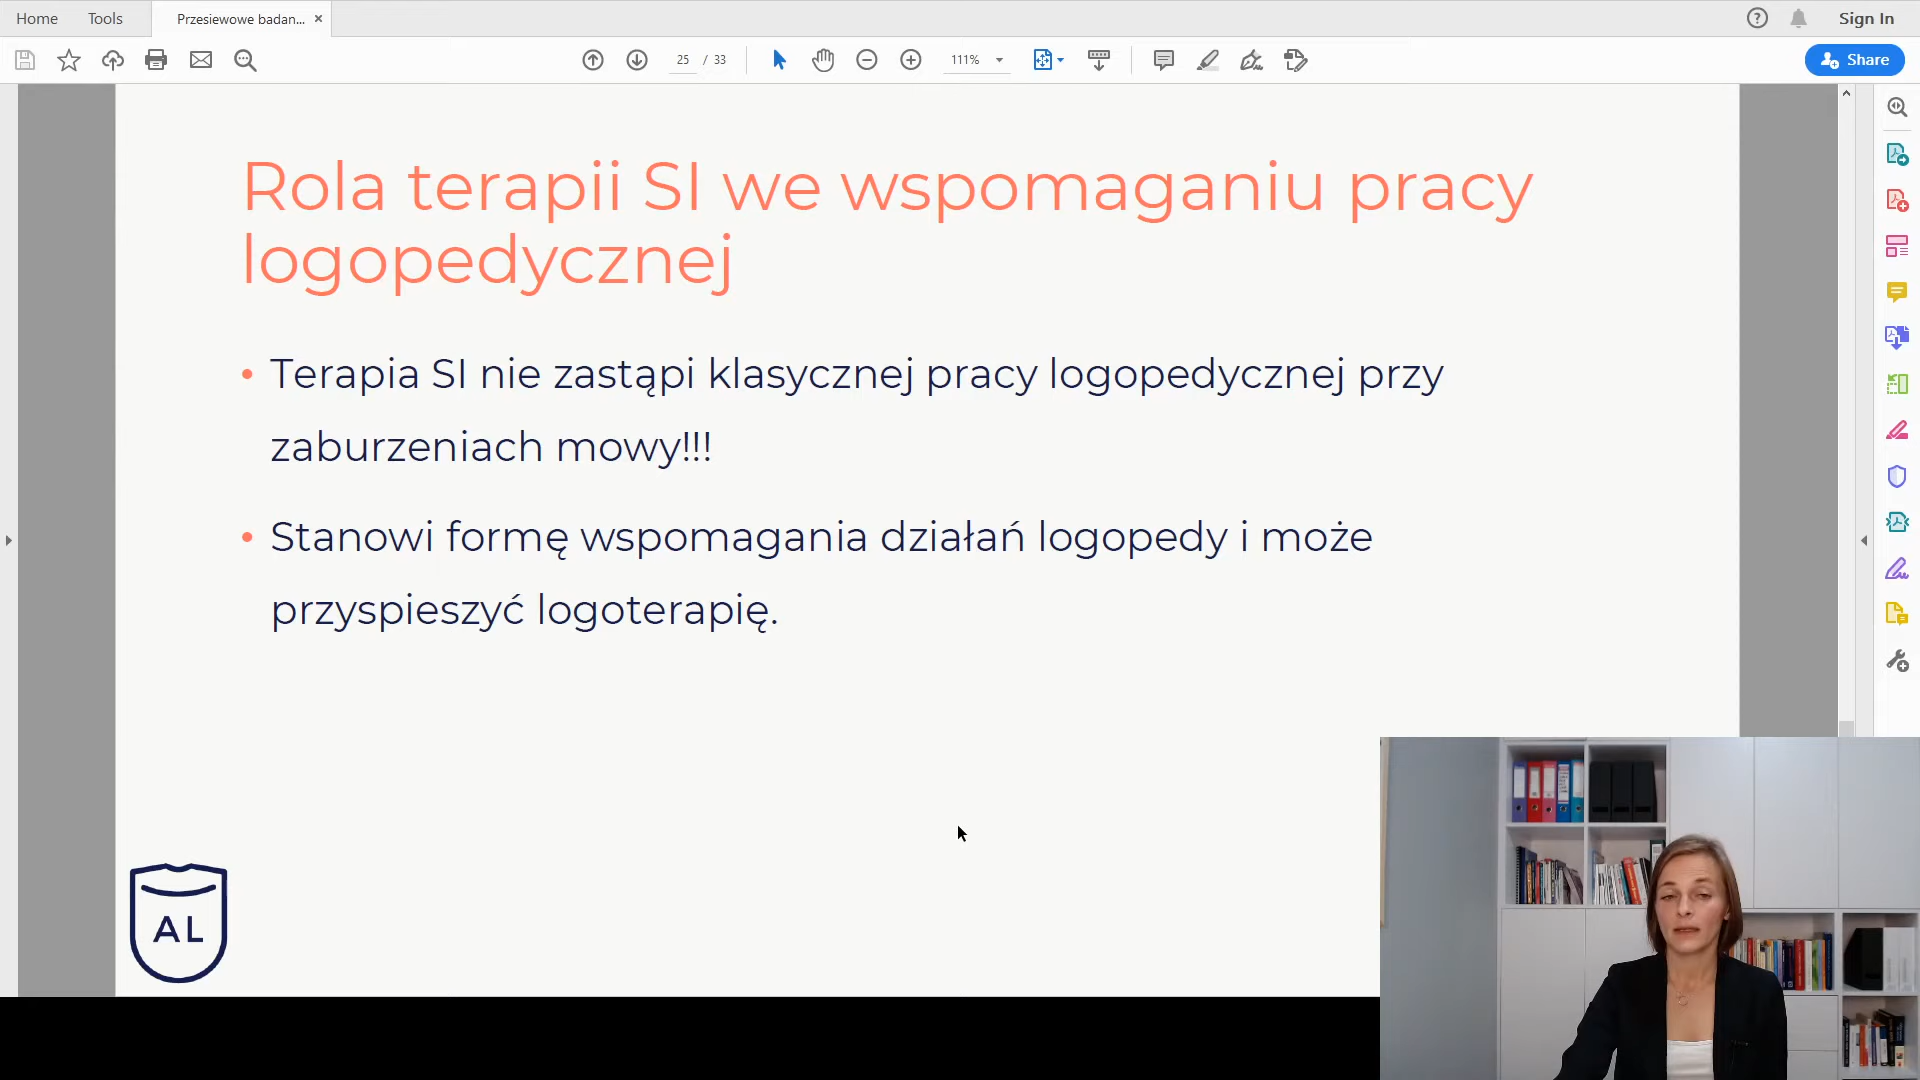 Home
Tools
Przesiewowe badan...
Sign In
25 / 33
111%
Share
Rola terapii SI we wspomaganiu pracy
logopedycznej
• Terapia SI nie zastąpi klasycznej pracy logopedycznej przy
zaburzeniach mowy!!!
• Stanowi formę wspomagania działań logopedy i może
przyspieszyć logoterapię.
AL